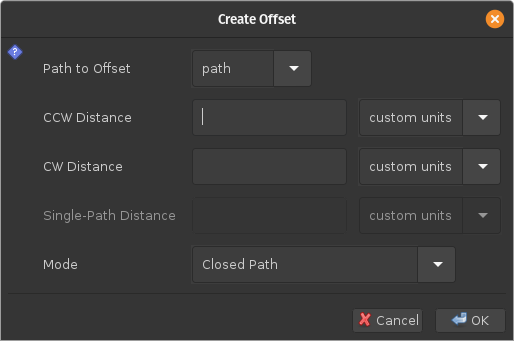 Create Offset
Path to Offset path
CCW Distance custom units
CW Distance custom units
Single-Path Distance custom units
Mode Closed Path
Cancel OK